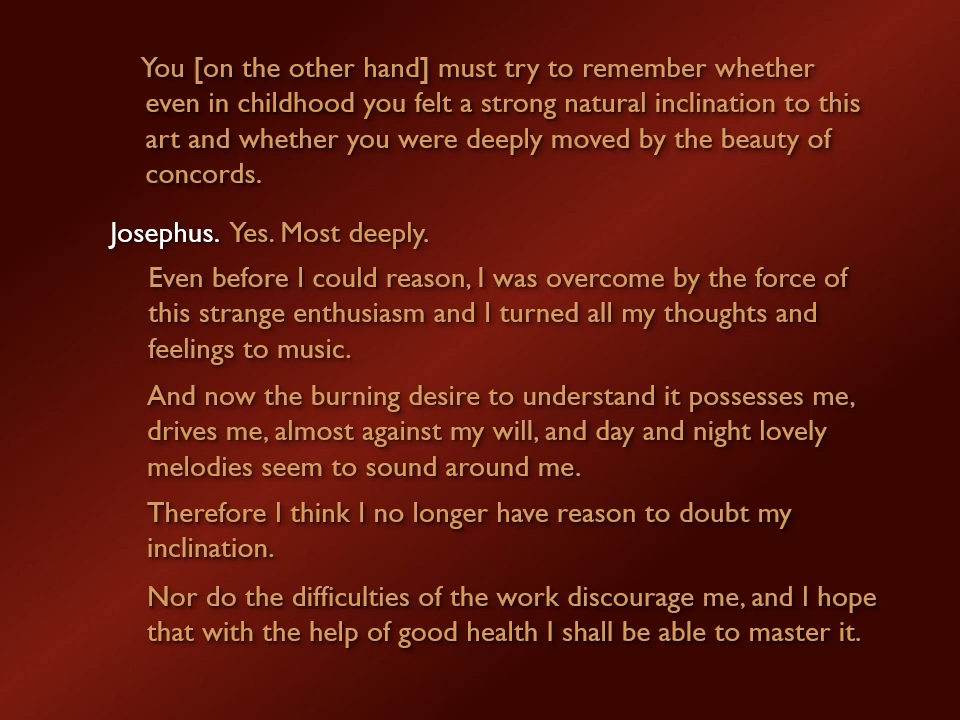 You [on the other hand] must try to remember whether
even in childhood you felt a strong natural inclination to this
art and whether you were deeply moved by the beauty of
concords.
Josephus. Yes. Most deeply.
Even before I could reason, I was overcome by the force of
this strange enthusiasm and I turned all my thoughts and
feelings to music.
And now the burning desire to understand it possesses me,
drives me, almost against my will, and day and night lovely
melodies seem to sound around me.
Therefore I think I no longer have reason to doubt my
inclination.
Nor do the difficulties of the work discourage me, and I hope
that with the help of good health I shall be able to master it.